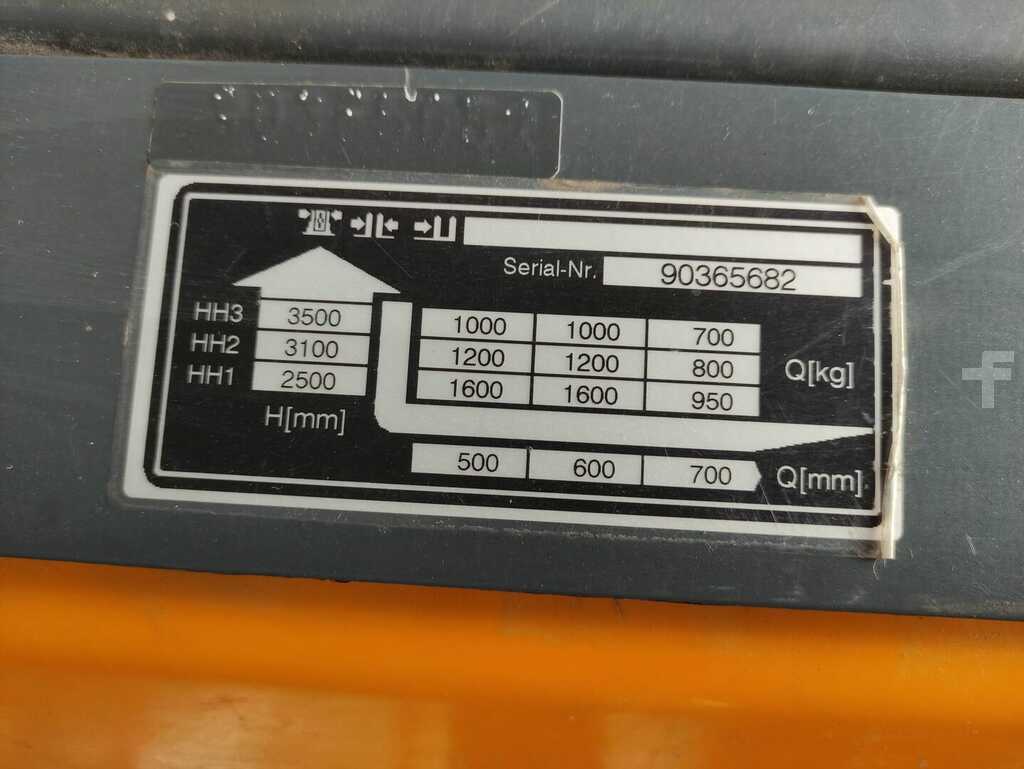 Serial-Nr. 90365682
HH3 3500 1000 1000 700
HH2 3100 1200 1200 800 Q[kg]
HH1 2500 1600 1600 950
H[mm]
500 600 700 Q[mm]
f